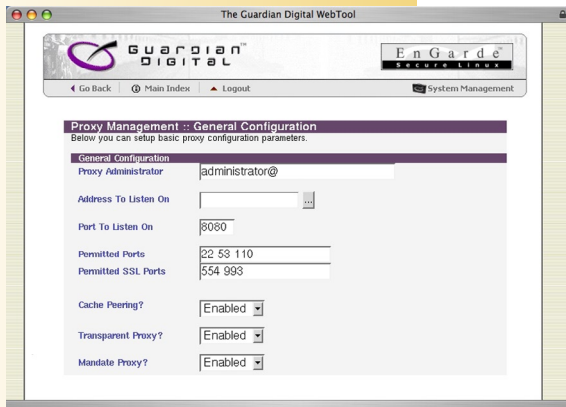 The Guardian Digital WebTool
Guardian™
Digital
EnGarde™
Secure Linux
Go Back
Main Index
Logout
System Management
Proxy Management :: General Configuration
Below you can setup basic proxy configuration parameters.
General Configuration
Proxy Administrator administrator@
Address To Listen On ...
Port To Listen On 8080
Permitted Ports 22 53 110
Permitted SSL Ports 554 993
Cache Peering? Enabled
Transparent Proxy? Enabled
Mandate Proxy? Enabled